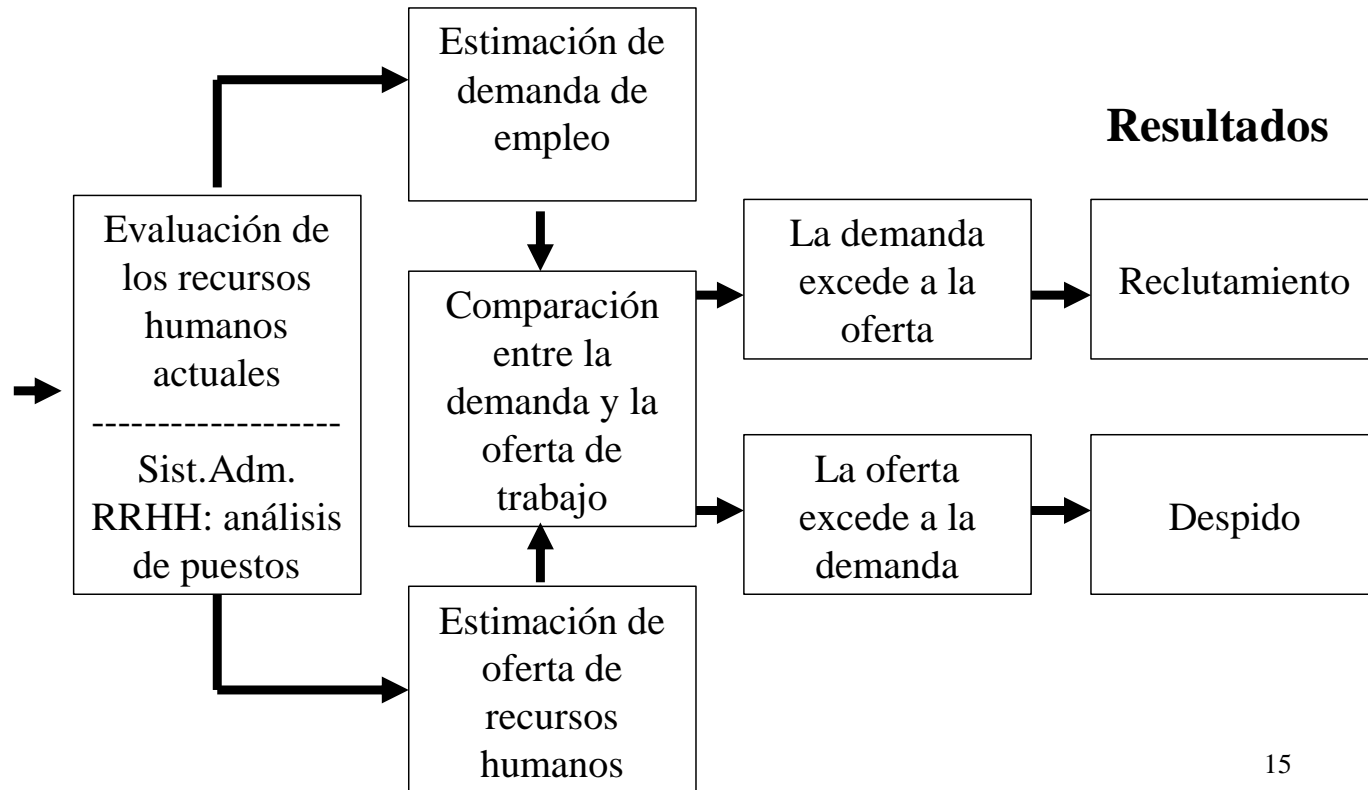 Estimación de
demanda de
empleo
Resultados
Evaluación de
los recursos
humanos
actuales
-------------------
Sist.Adm.
RRHH: análisis
de puestos
Comparación
entre la
demanda y la
oferta de
trabajo
La demanda
excede a la
oferta
Reclutamiento
La oferta
excede a la
demanda
Despido
Estimación de
oferta de
recursos
humanos
15